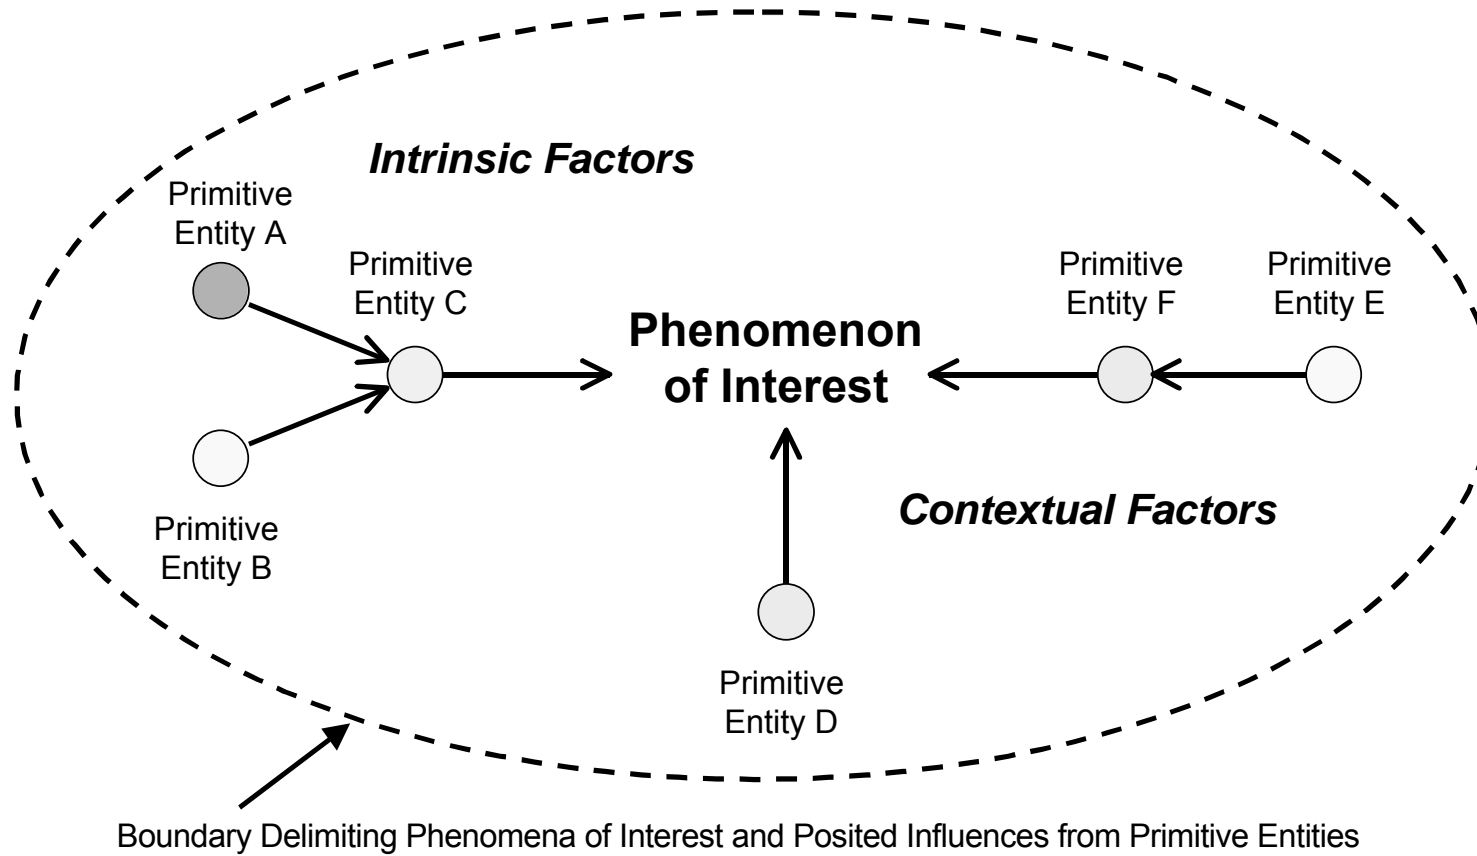 Intrinsic Factors
Primitive
Entity A
Primitive
Entity C
Primitive
Entity F
Primitive
Entity E
Phenomenon
of Interest
Contextual Factors
Primitive
Entity B
Primitive
Entity D
Boundary Delimiting Phenomena of Interest and Posited Influences from Primitive Entities